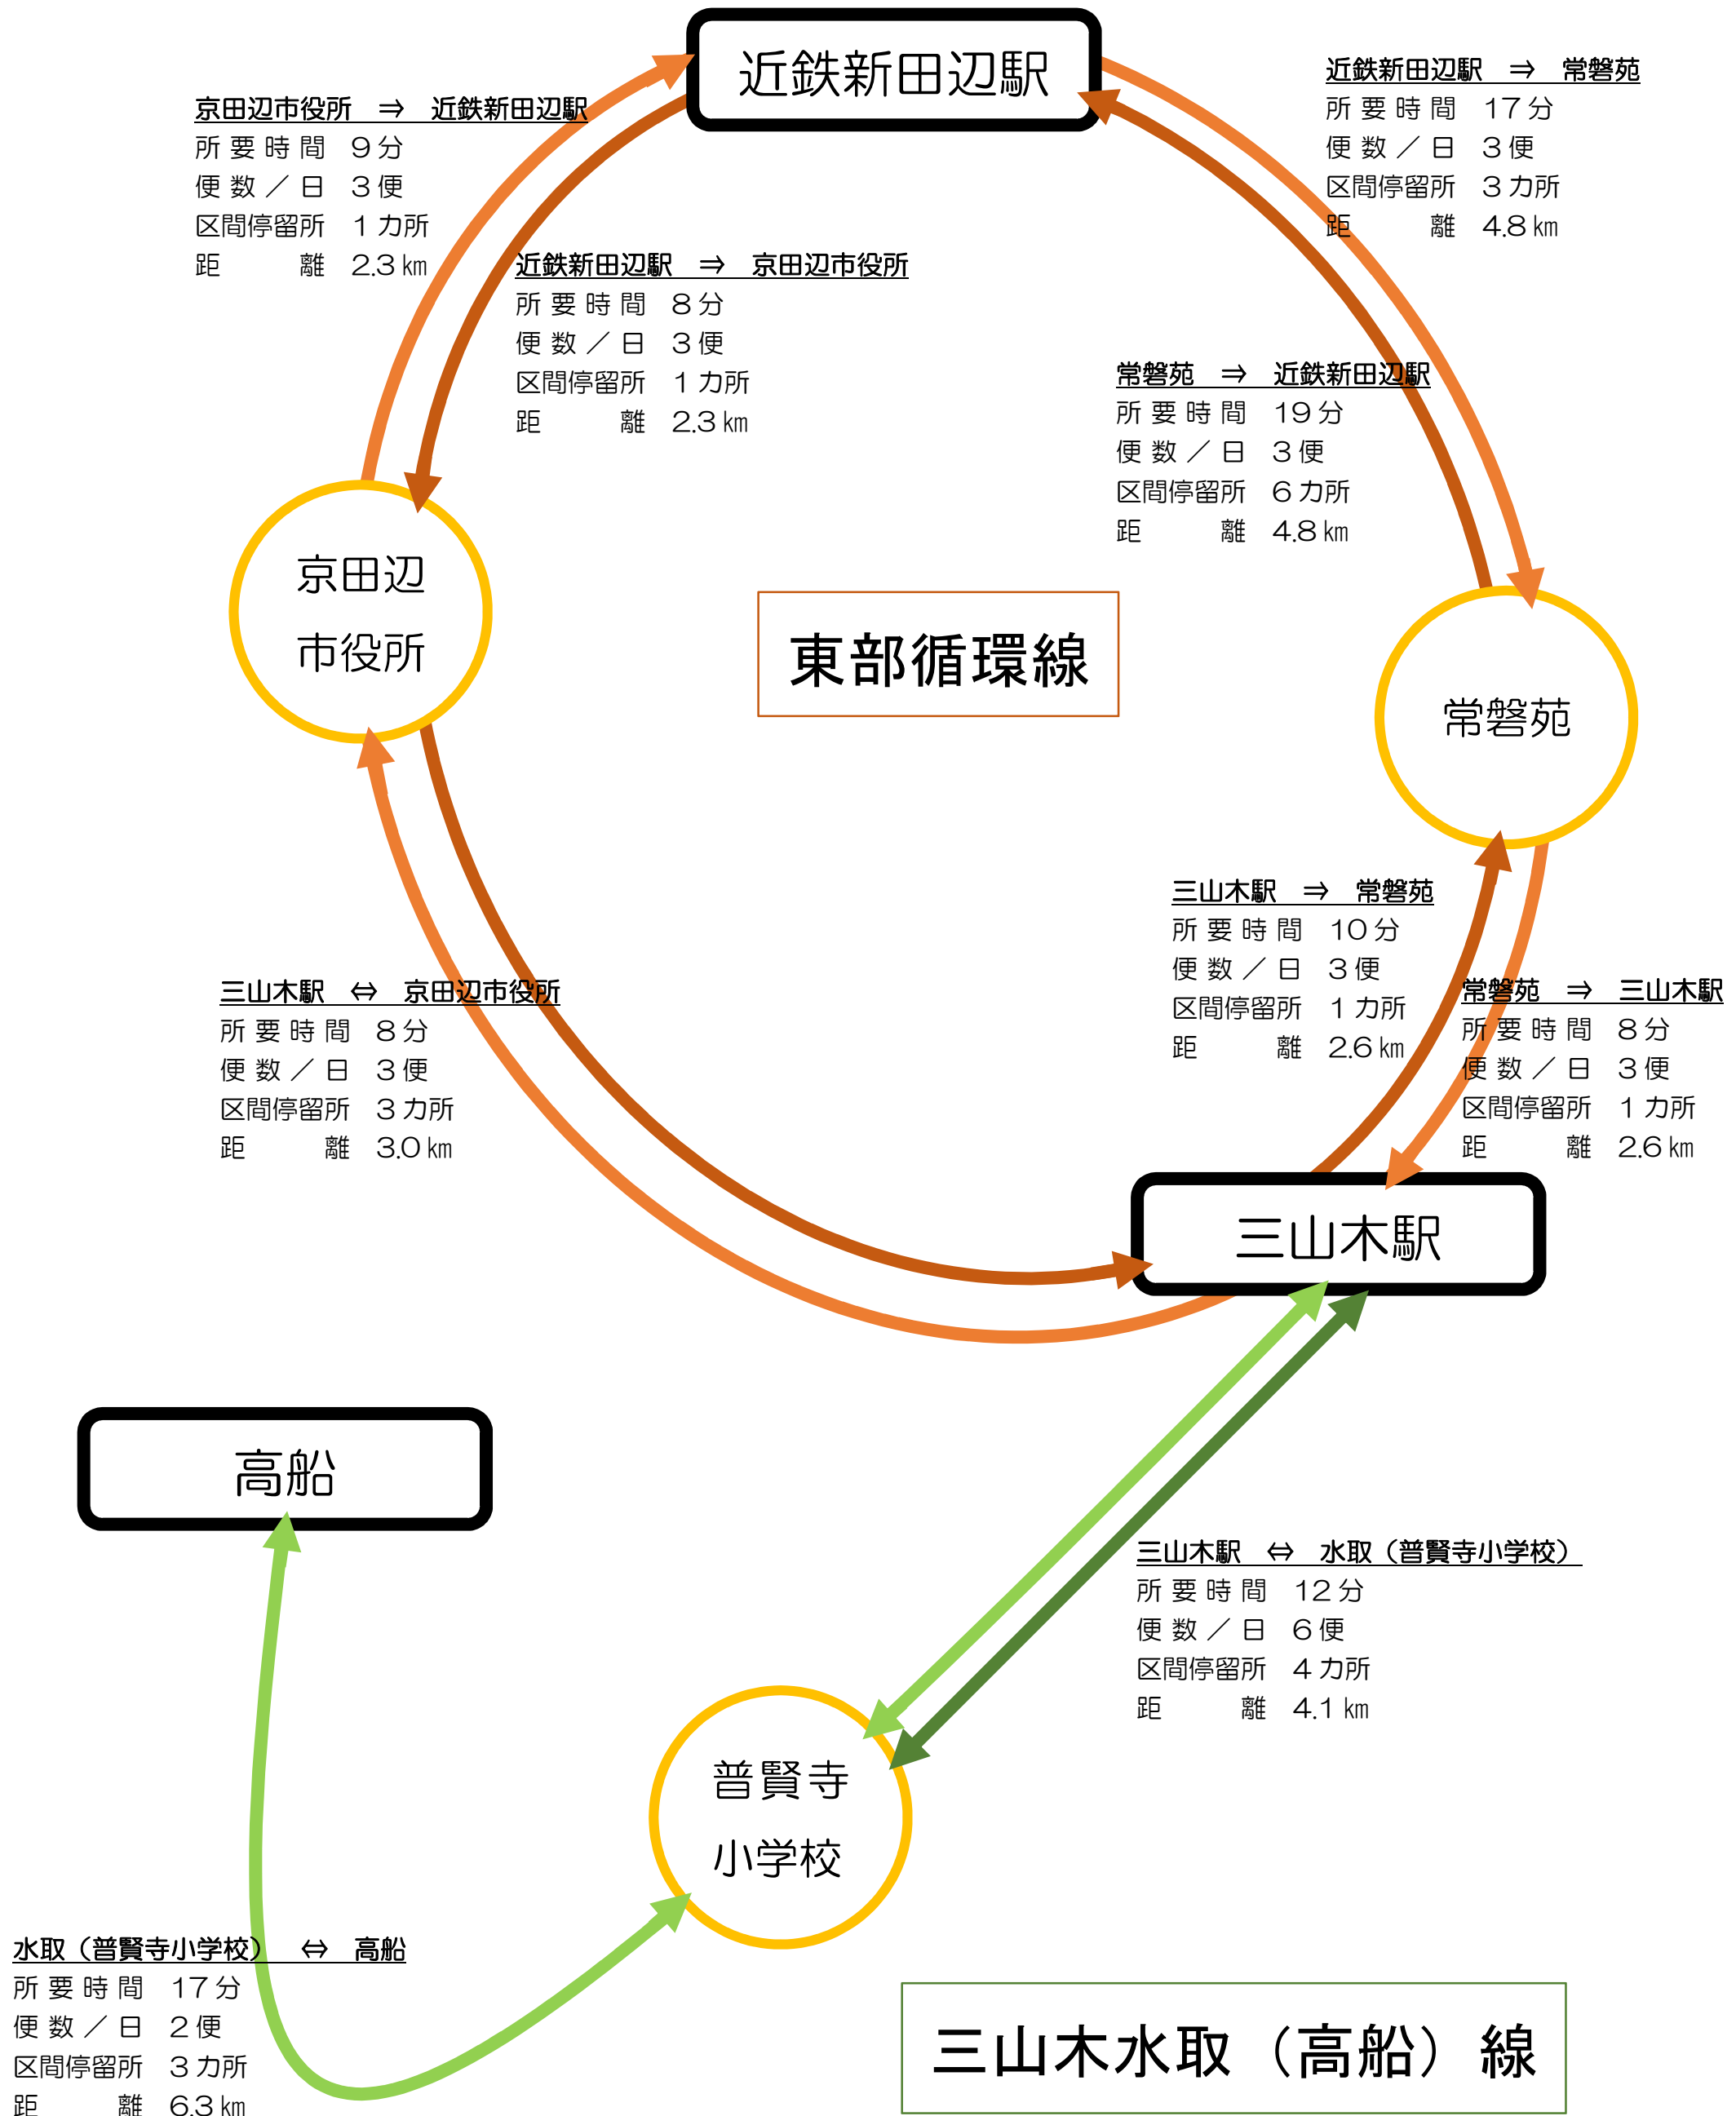 近鉄新田辺駅
近鉄新田辺駅　⇒　常磐苑
所要時間　17分
便数／日　3便
区間停留所　3カ所
距離　4.8㎞
京田辺市役所　⇒　近鉄新田辺駅
所要時間　9分
便数／日　3便
区間停留所　1カ所
距離　2.3㎞
近鉄新田辺駅　⇒　京田辺市役所
所要時間　8分
便数／日　3便
区間停留所　1カ所
距離　2.3㎞
常磐苑　⇒　近鉄新田辺駅
所要時間　19分
便数／日　3便
区間停留所　6カ所
距離　4.8㎞
京田辺
市役所
東部循環線
常磐苑
三山木駅　⇒　常磐苑
所要時間　10分
便数／日　3便
区間停留所　1カ所
距離　2.6㎞
常磐苑　⇒　三山木駅
所要時間　8分
便数／日　3便
区間停留所　1カ所
距離　2.6㎞
三山木駅　⇔　京田辺市役所
所要時間　8分
便数／日　3便
区間停留所　3カ所
距離　3.0㎞
三山木駅
高船
三山木駅　⇔　水取（普賢寺小学校）
所要時間　12分
便数／日　6便
区間停留所　4カ所
距離　4.1㎞
普賢寺
小学校
水取（普賢寺小学校）　⇔　高船
所要時間　17分
便数／日　2便
区間停留所　3カ所
距離　6.3㎞
三山木水取（高船）線